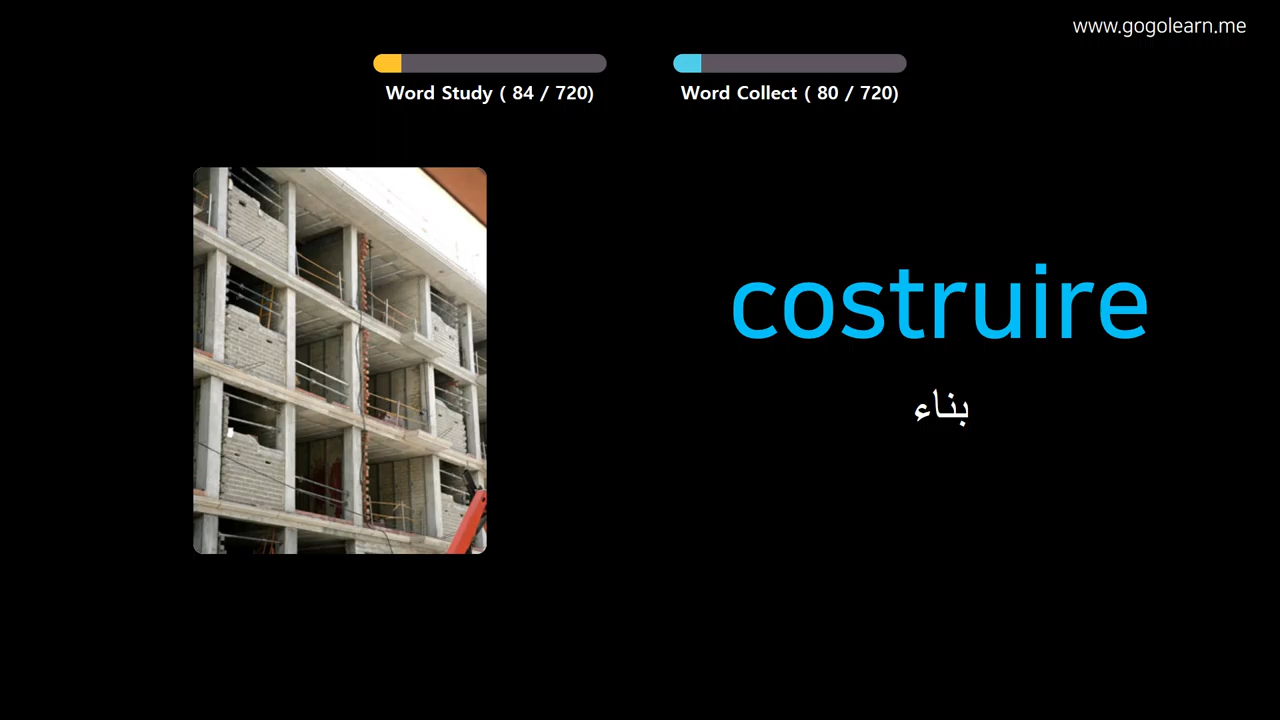 www.gogolearn.me
Word Study ( 84 / 720)
Word Collect ( 80 / 720)
costruire
بناء